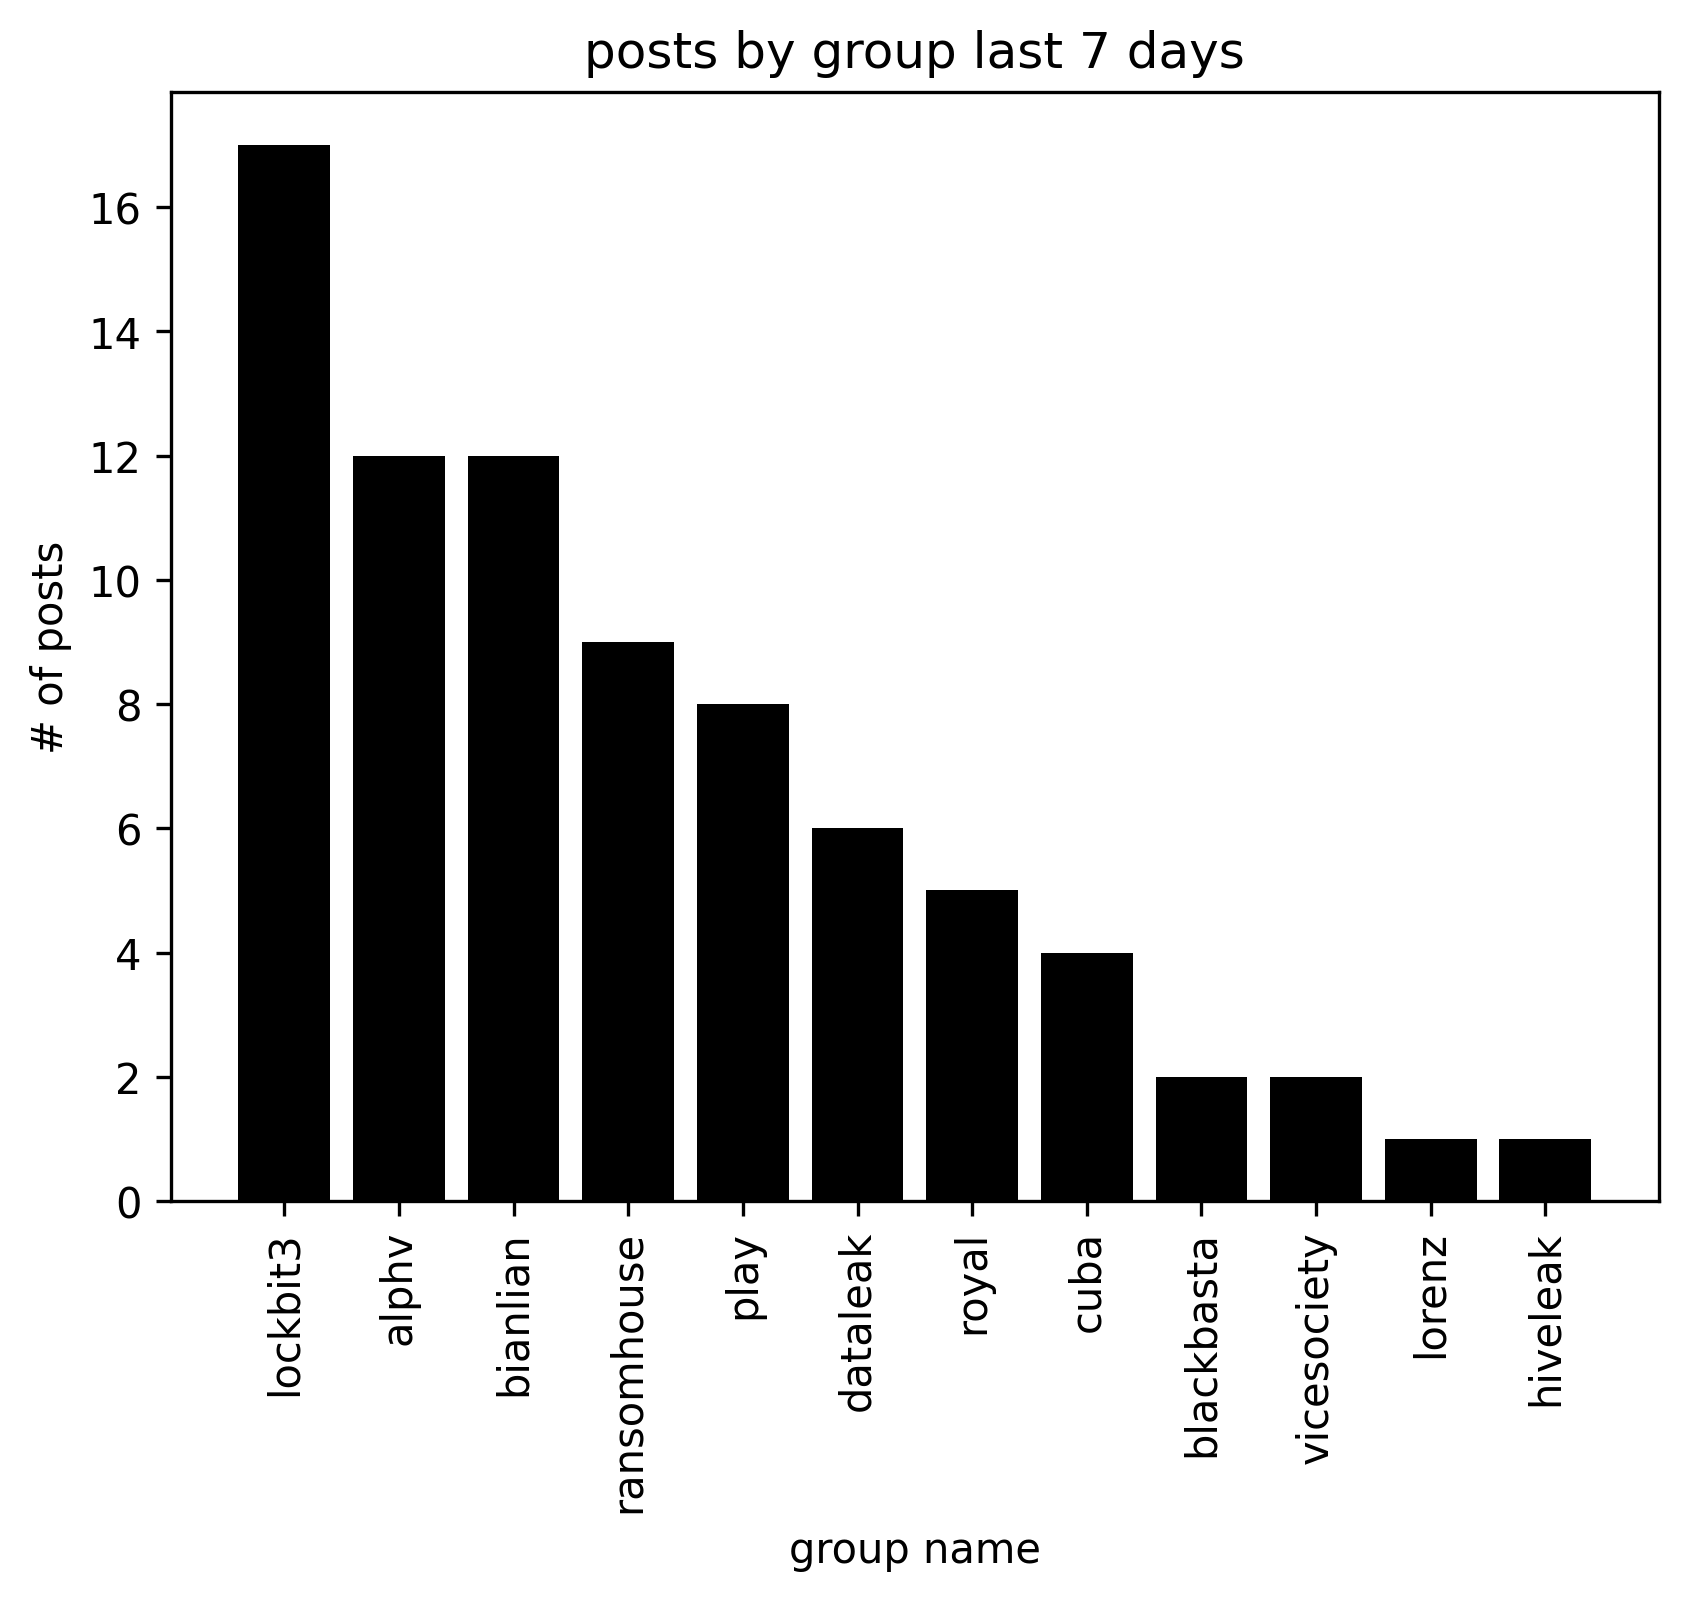 posts by group last 7 days
# of posts
16
14
12
10
8
6
4
2
0
lockbit3
alphv
bianlian
ransomhouse
play
dataleak
royal
cuba
blackbasta
vicesociety
lorenz
hiveleak
group name